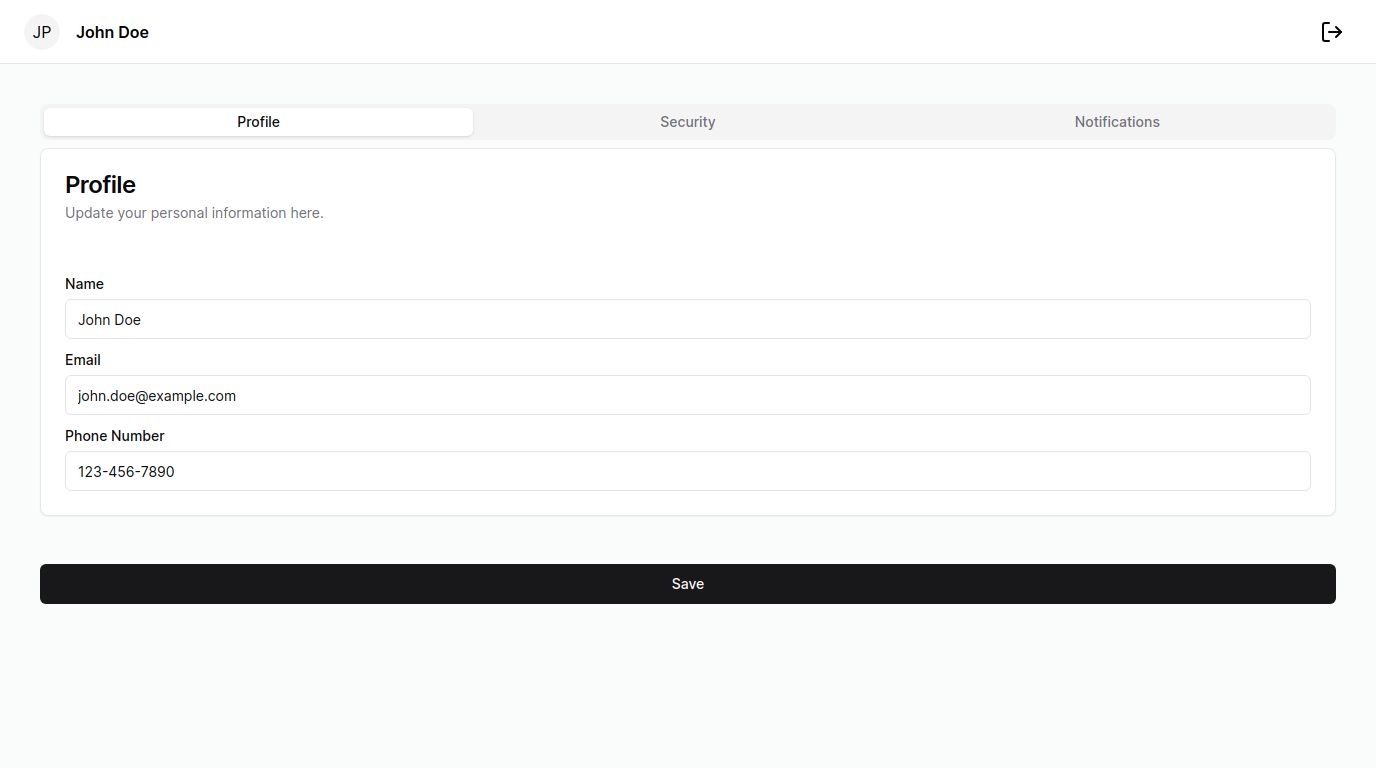 JP
John Doe
Profile
Security
Notifications
Profile
Update your personal information here.
Name
John Doe
Email
john.doe@example.com
Phone Number
123-456-7890
Save